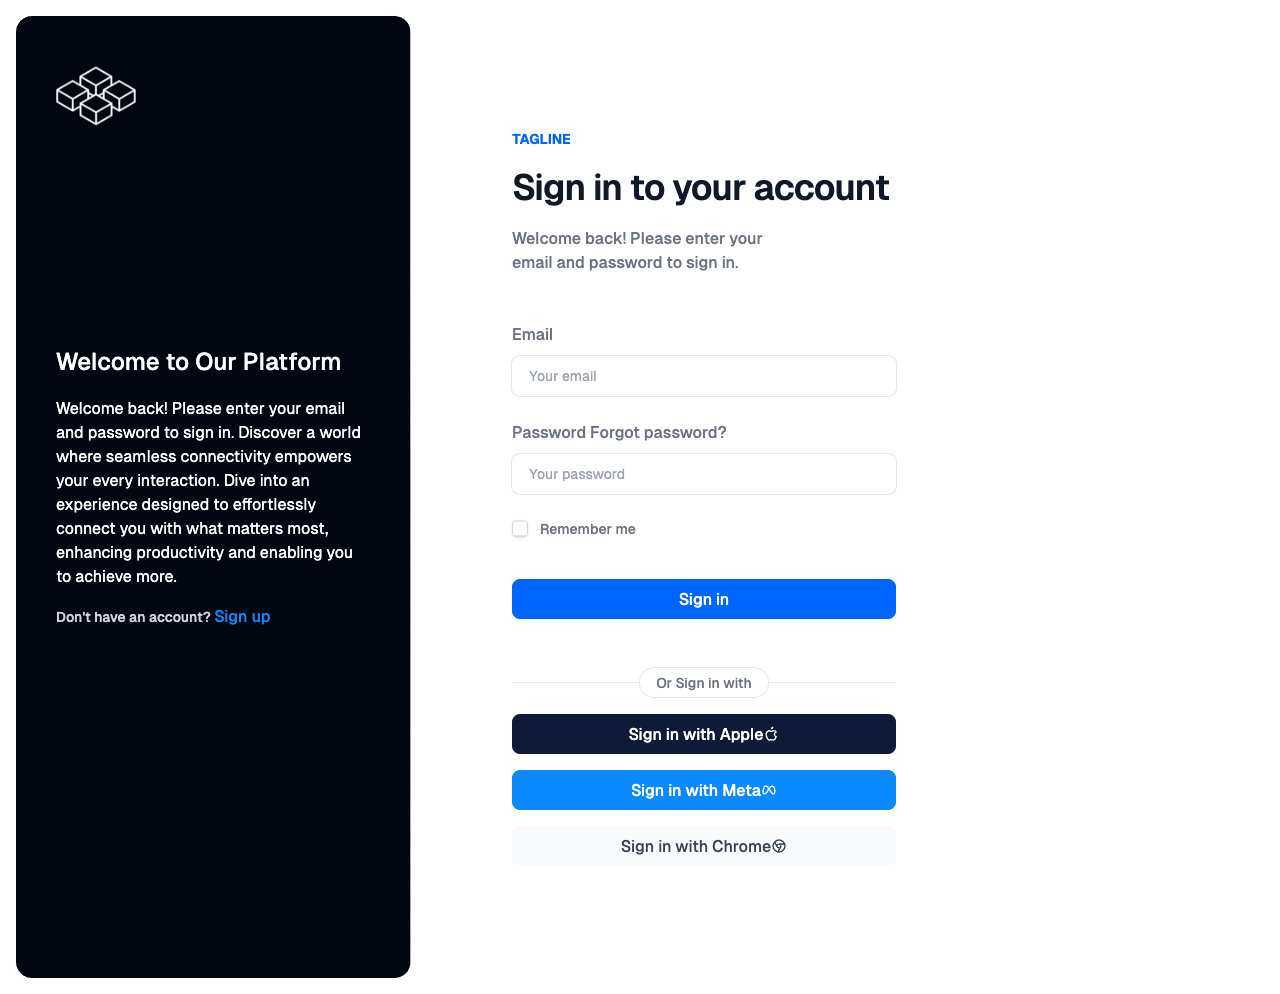 Welcome to Our Platform
Welcome back! Please enter your email
and password to sign in. Discover a world
where seamless connectivity empowers
your every interaction. Dive into an
experience designed to effortlessly
connect you with what matters most,
enhancing productivity and enabling you
to achieve more.
Don't have an account? Sign up
TAGLINE
Sign in to your account
Welcome back! Please enter your
email and password to sign in.
Email
Your email
Password Forgot password?
Your password
Remember me
Sign in
Or Sign in with
Sign in with Apple
Sign in with Meta
Sign in with Chrome